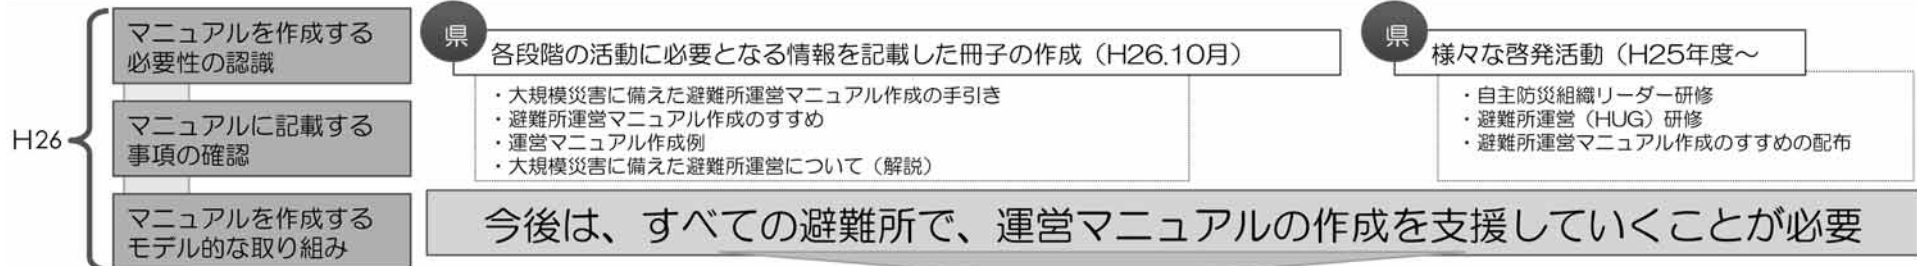 H26
マニュアルを作成する
必要性の認識
マニュアルに記載する
事項の確認
マニュアルを作成する
モデル的な取り組み
県
各段階の活動に必要となる情報を記載した冊子の作成（H26.10月）
・大規模災害に備えた避難所運営マニュアル作成の手引き
・避難所運営マニュアル作成のすすめ
・運営マニュアル作成例
・大規模災害に備えた避難所運営について（解説）
県
様々な啓発活動（H25年度～
・自主防災組織リーダー研修
・避難所運営（HUG）研修
・避難所運営マニュアル作成のすすめの配布
今後は、すべての避難所で、運営マニュアルの作成を支援していくことが必要